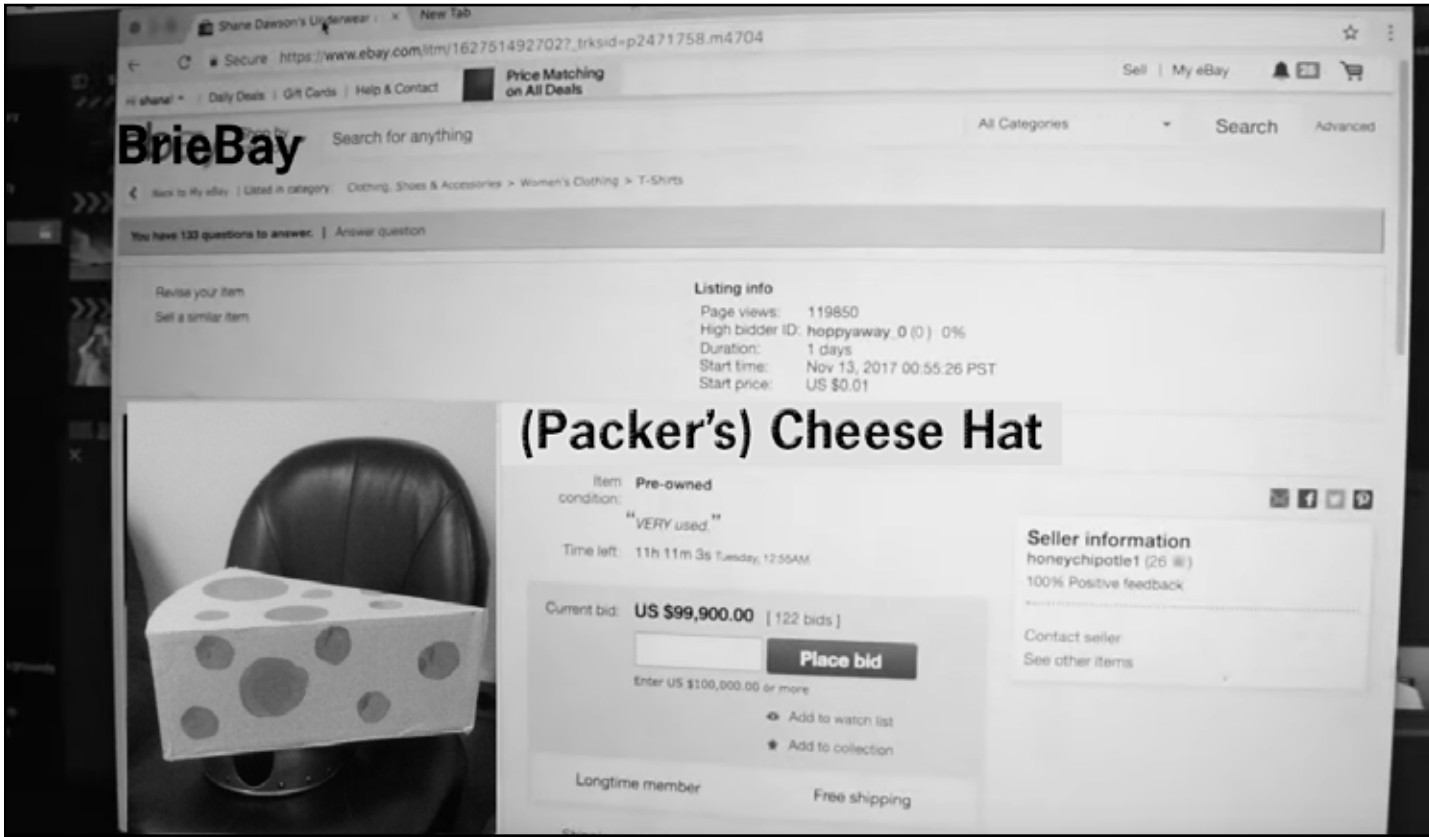 Shane Dawson's Underwear
New Tab
Secure https://www.ebay.com/itm/162751492702?_trksid=p2471758.m4704
Hi shane! Daily Deals | Gift Cards | Help & Contact
Price Matching
on All Deals
Sell | My eBay
BrieBay
Search for anything
All Categories
Search
Advanced
Back to My eBay | Listed in category: Clothing, Shoes & Accessories > Women's Clothing > T-Shirts
You have 133 questions to answer. | Answer question
Revise your item
Sell a similar item
Listing info
Page views: 119850
High bidder ID: hoppyaway_0 (0) 0%
Duration: 1 days
Start time: Nov 13, 2017 00:55:26 PST
Start price: US $0.01
(Packer's) Cheese Hat
Item condition: Pre-owned
"VERY used."
Time left: 11h 11m 3s Tuesday, 12:55AM
Current bid: US $99,900.00 [ 122 bids ]
Place bid
Enter US $100,000.00 or more
Add to watch list
Add to collection
Longtime member
Free shipping
Seller information
honeychipotle1 (26)
100% Positive feedback
Contact seller
See other items